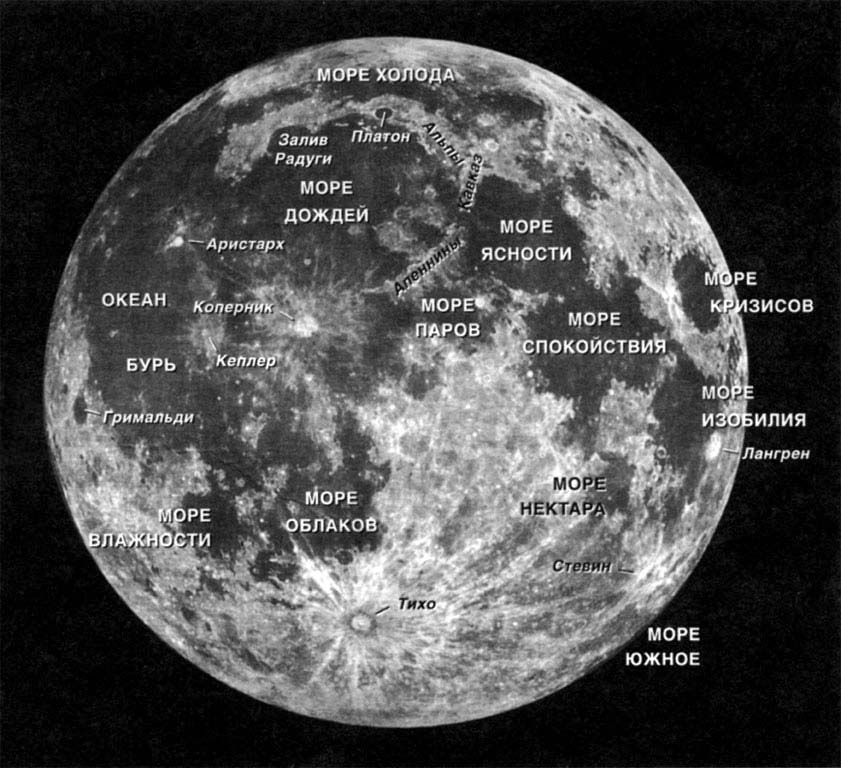 МОРЕ ХОЛОДА
Залив
Радуги
Платон
Альпы
Кавказ
МОРЕ
ДОЖДЕЙ
МОРЕ
ЯСНОСТИ
Аристарх
Апеннины
МОРЕ
КРИЗИСОВ
ОКЕАН
БУРЬ
Коперник
МОРЕ
ПАРОВ
МОРЕ
СПОКОЙСТВИЯ
Кеплер
МОРЕ
ИЗОБИЛИЯ
Гримальди
Лангрен
МОРЕ
НЕКТАРА
МОРЕ
ОБЛАКОВ
МОРЕ
ВЛАЖНОСТИ
Стевин
Тихо
МОРЕ
ЮЖНОЕ